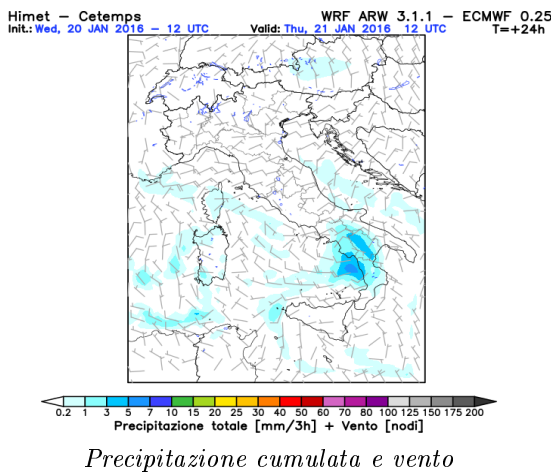 Himet – Cetemps WRF ARW 3.1.1 – ECMWF 0.25
Init.: Wed, 20 JAN 2016 – 12 UTC Valid: Thu, 21 JAN 2016 12 UTC T=+24h
0.2 1 3 5 7 10 15 20 25 30 40 50 60 70 80 100 125 150 175 200
Precipitazione totale [mm/3h] + Vento [nodi]
Precipitazione cumulata e vento